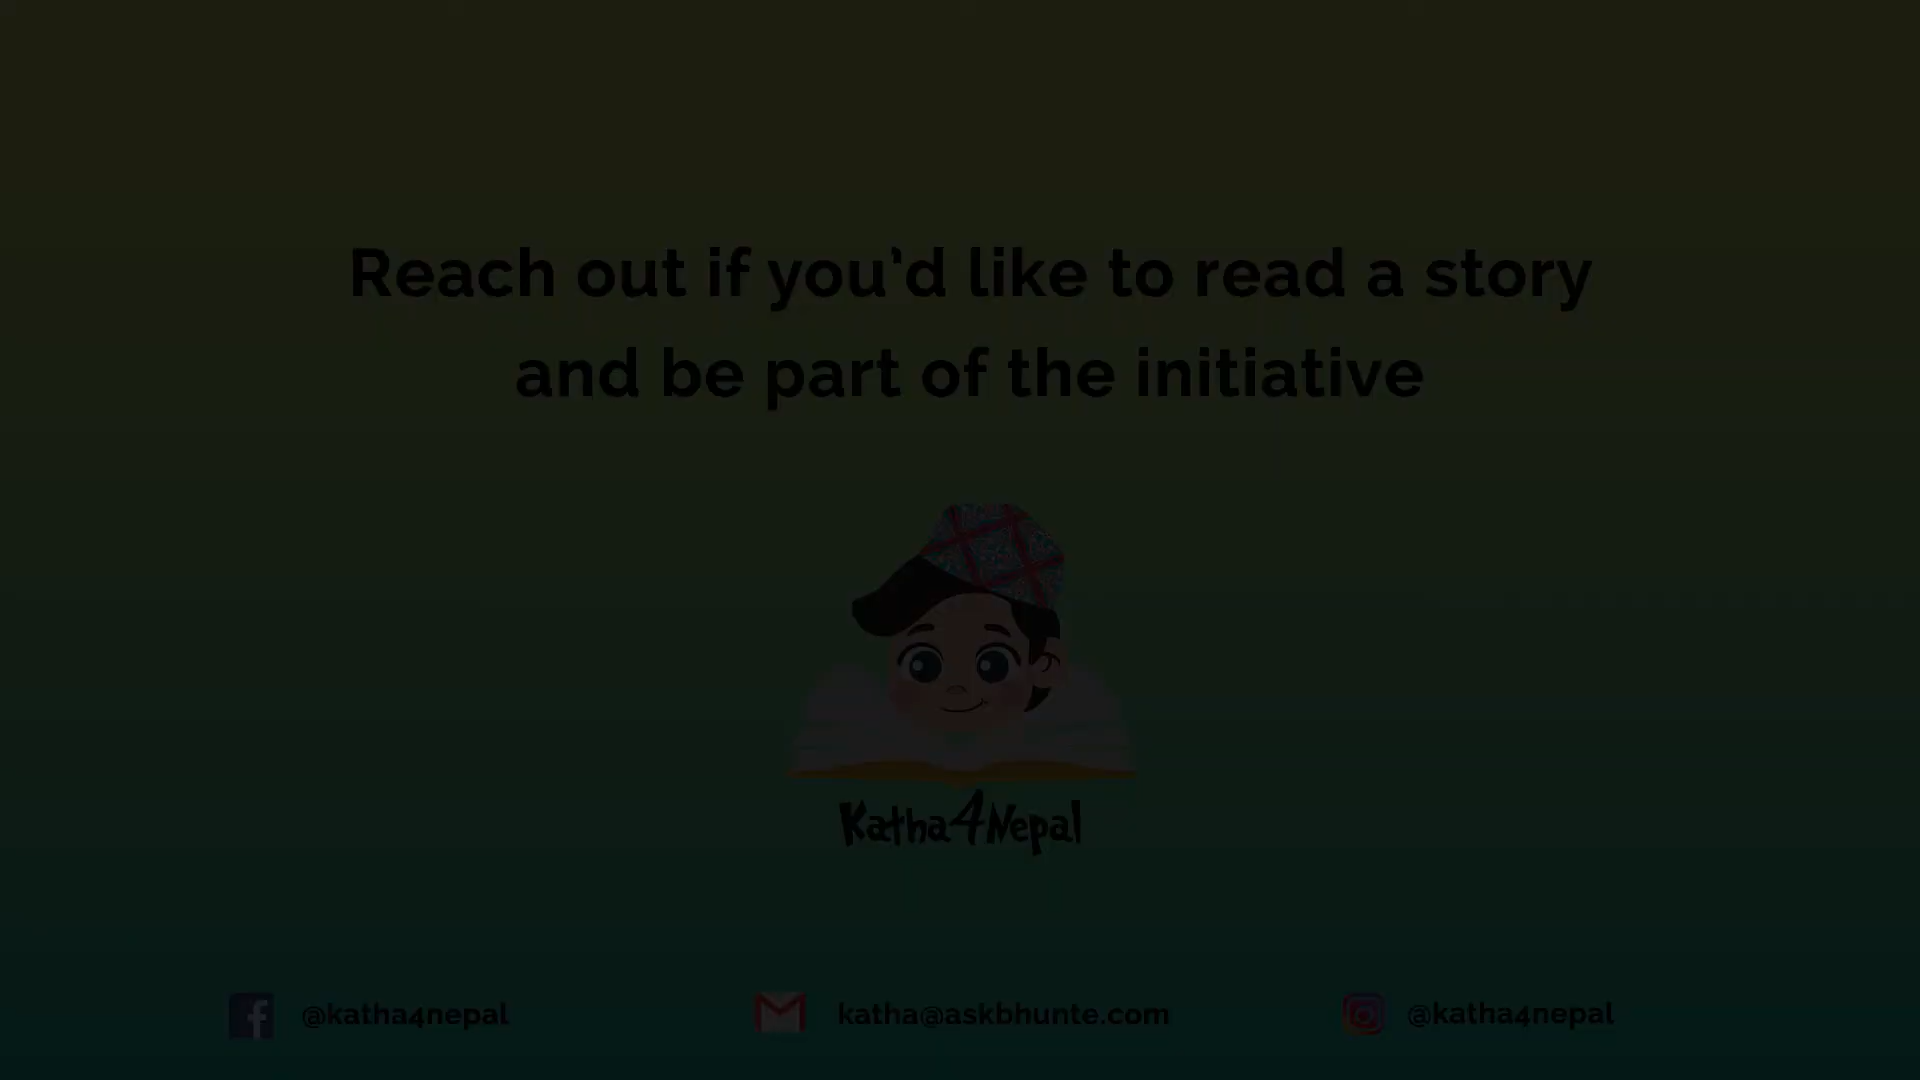 Reach out if you’d like to read a story
and be part of the initiative
Katha4Nepal
@katha4nepal
katha@askbhunte.com
@katha4nepal